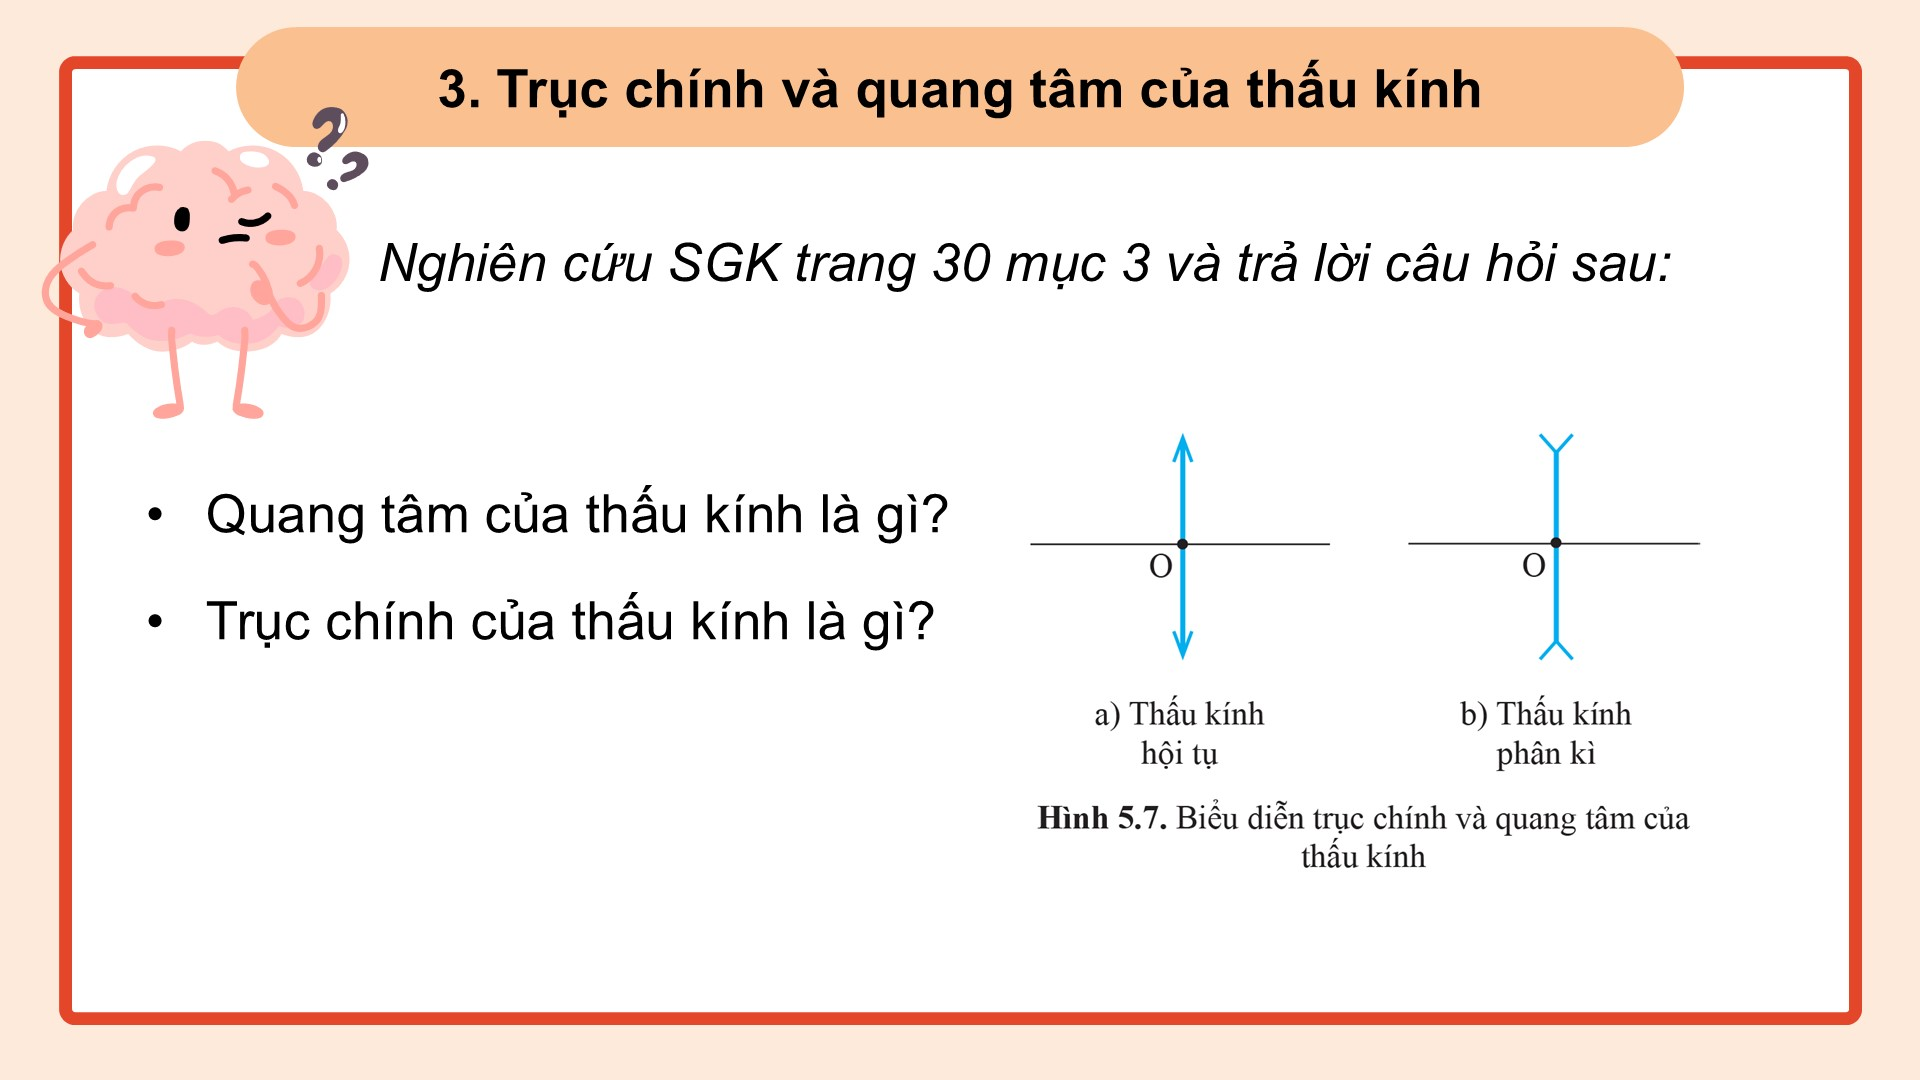 3. Trục chính và quang tâm của thấu kính
Nghiên cứu SGK trang 30 mục 3 và trả lời câu hỏi sau:
• Quang tâm của thấu kính là gì?
• Trục chính của thấu kính là gì?
O
O
a) Thấu kính
hội tụ
b) Thấu kính
phân kì
Hình 5.7. Biểu diễn trục chính và quang tâm của
thấu kính